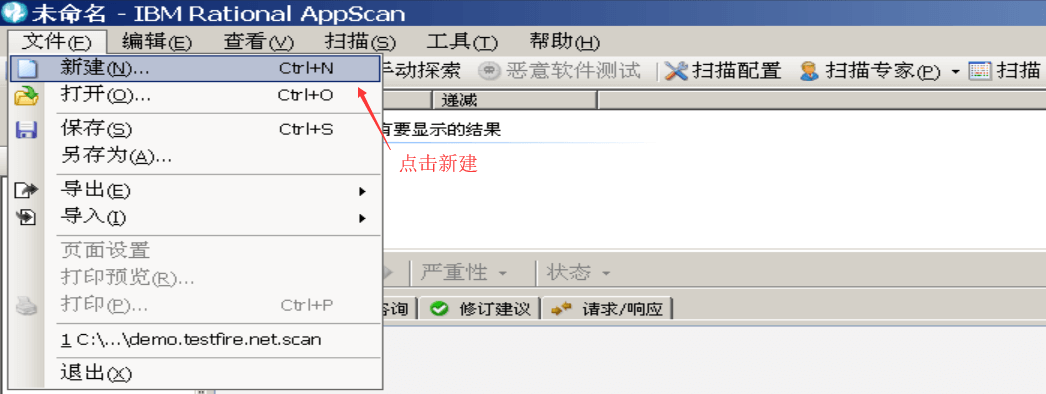 未命名 - IBM Rational AppScan
文件(F) 编辑(E) 查看(V) 扫描(S) 工具(T) 帮助(H)
新建(N)... Ctrl+N 手动探索 恶意软件测试 扫描配置 扫描专家(P) 扫描
打开(O)... Ctrl+O 递减
保存(S) Ctrl+S 有要显示的结果
另存为(A)... 点击新建
导出(E)
导入(I)
页面设置
打印预览(R)... 严重性 状态
打印(P)... Ctrl+P 咨询 修订建议 请求/响应
1 C:\...\demo.testfire.net.scan
退出(X)